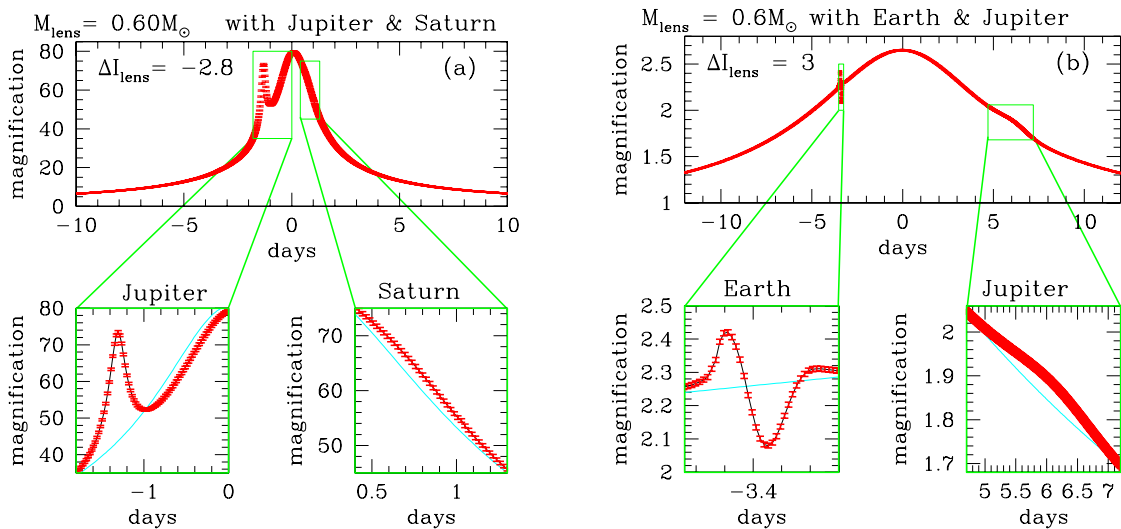 M_lens = 0.60M_⊙ with Jupiter & Saturn
ΔI_lens = −2.8
(a)
magnification
80
60
40
20
0
−10
−5
0
5
10
days
Jupiter
magnification
80
70
60
50
40
−1
0
days
Saturn
magnification
70
60
50
0.5
1
days
M_lens = 0.6M_⊙ with Earth & Jupiter
ΔI_lens = 3
(b)
magnification
2.5
2
1.5
1
−10
−5
0
5
10
days
Earth
magnification
2.5
2.4
2.3
2.2
2.1
2
−3.4
days
Jupiter
magnification
2
1.9
1.8
1.7
5
5.5
6
6.5
7
days